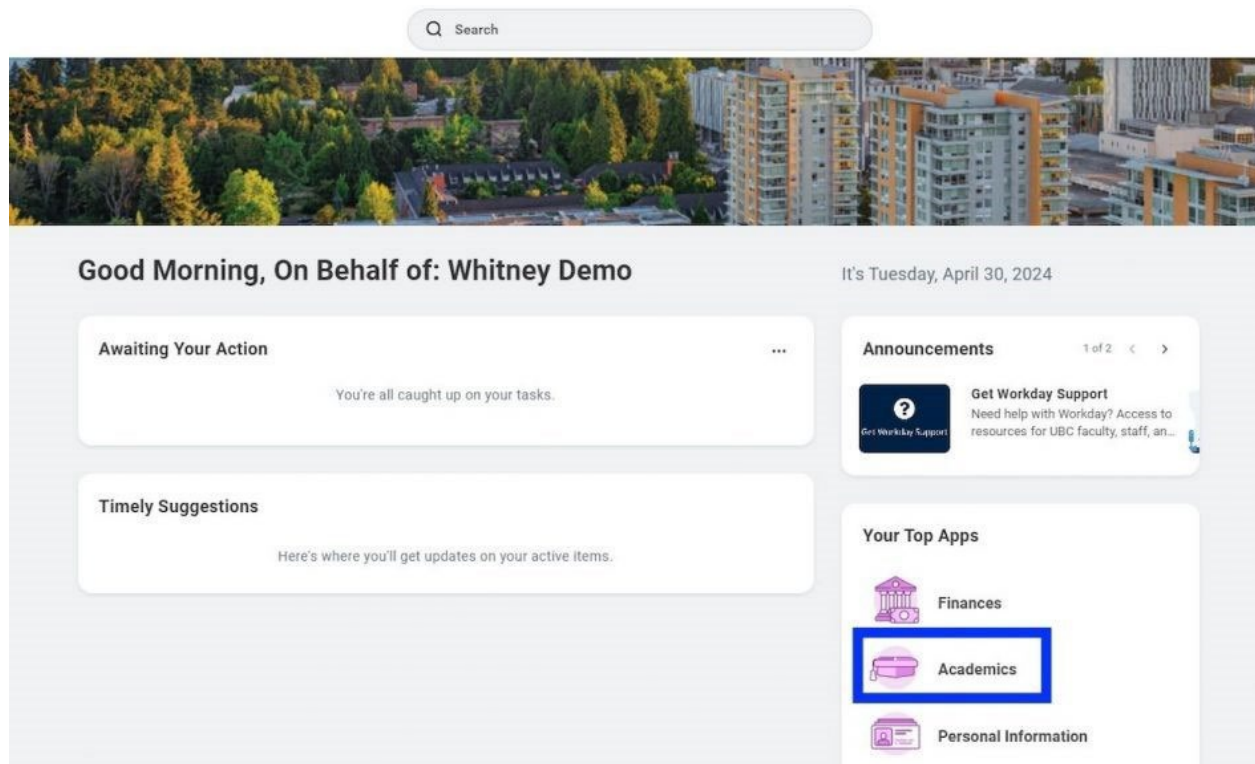 Search
Good Morning, On Behalf of: Whitney Demo
It's Tuesday, April 30, 2024
Awaiting Your Action
You're all caught up on your tasks.
Timely Suggestions
Here's where you'll get updates on your active items.
Announcements
1 of 2
?
Get Workday Support
Get Workday Support
Need help with Workday? Access to
resources for UBC faculty, staff, an...
Your Top Apps
Finances
Academics
Personal Information